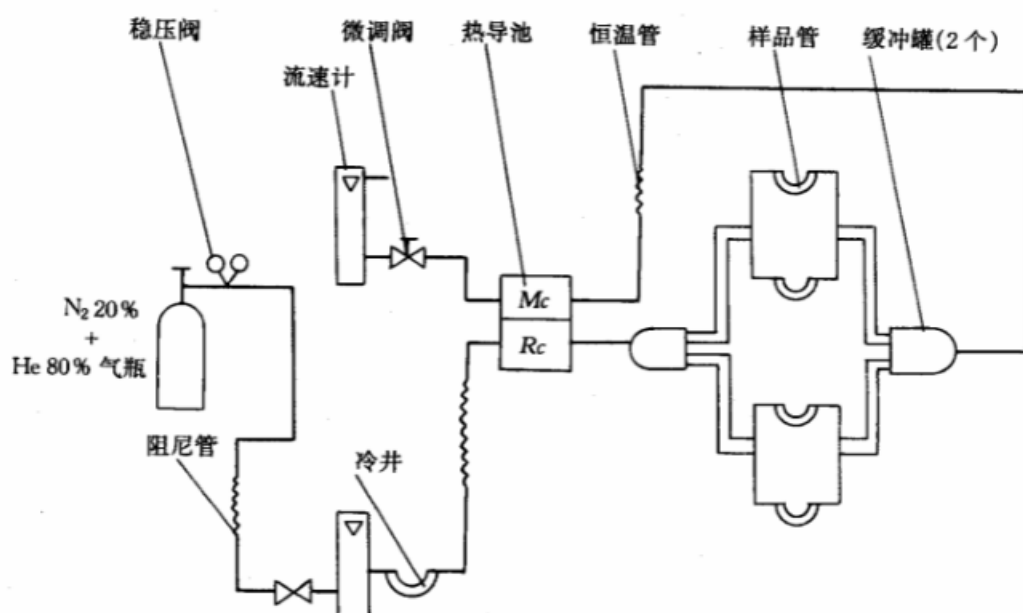 稳压阀
微调阀
热导池
恒温管
样品管
缓冲罐(2个)
流速计
Mc
Rc
N₂ 20%
+
He 80% 气瓶
阻尼管
冷井